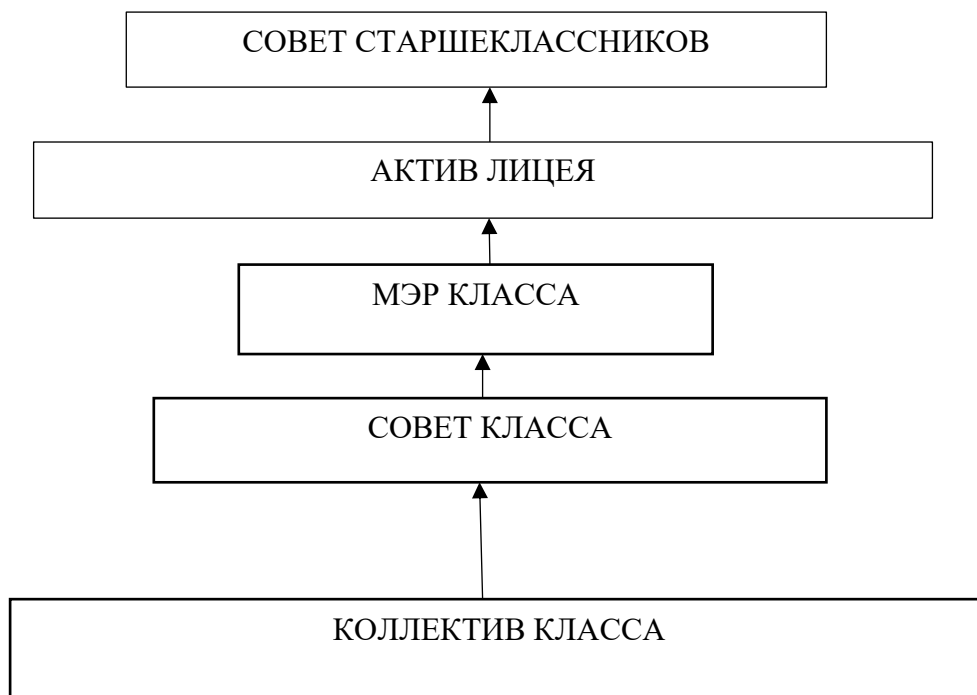 СОВЕТ СТАРШЕКЛАССНИКОВ
АКТИВ ЛИЦЕЯ
МЭР КЛАССА
СОВЕТ КЛАССА
КОЛЛЕКТИВ КЛАССА